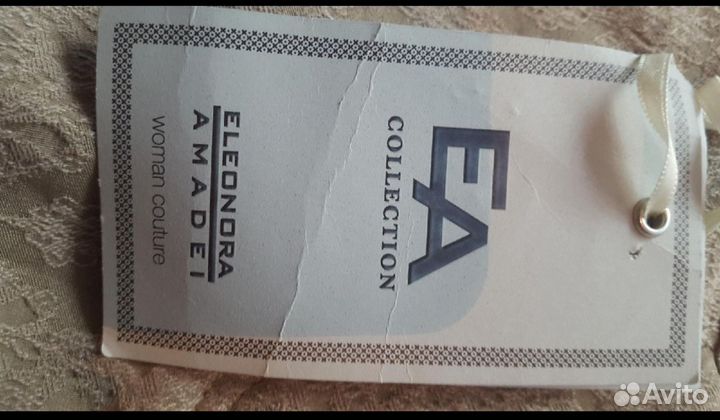 EA
COLLECTION
ELEONORA
AMADEI
woman couture
Avito